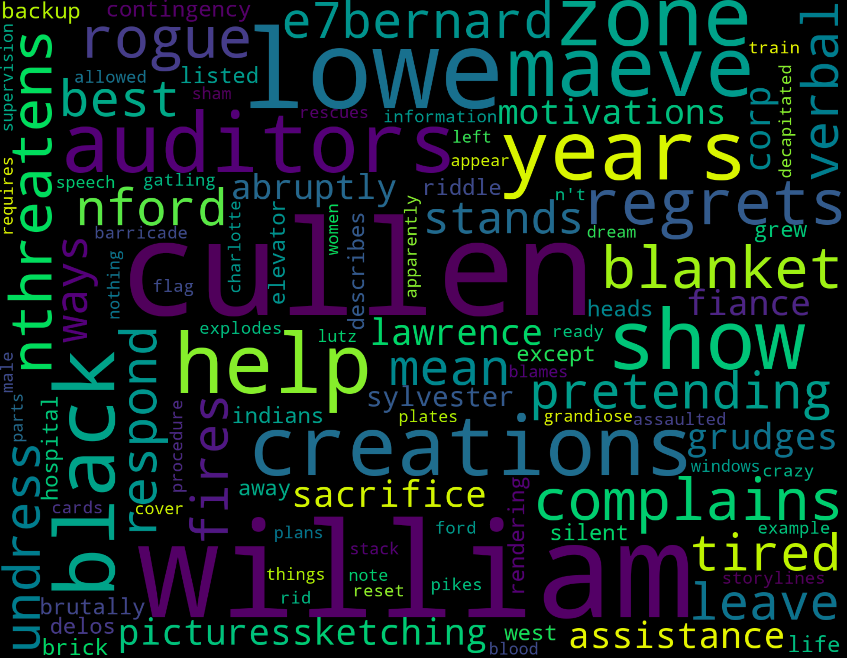 backup contingency e7bernard zone
rogue lowe maeve train verbal
supervision allowed listed
best sham rescues information motivations corp decapitated
nthreatens auditors left years
requires speech gatling abruptly riddle appear n't regrets
nford charlotte elevator women describes apparently stands dream grew
barricade
ways nothing flag cullen blanket
heads fiance
explodes lutz lawrence ready show
black respond help mean except blames
male parts sylvester pretending
hospital procedure fires indians plates grandiose assaulted
creations grudges
undress windows crazy
cards cover away sacrifice rendering complains
plans ford silent example
william stack tired
things note reset pikes storylines
rid
brutally leave
delos
brick picturessketching west blood assistance life